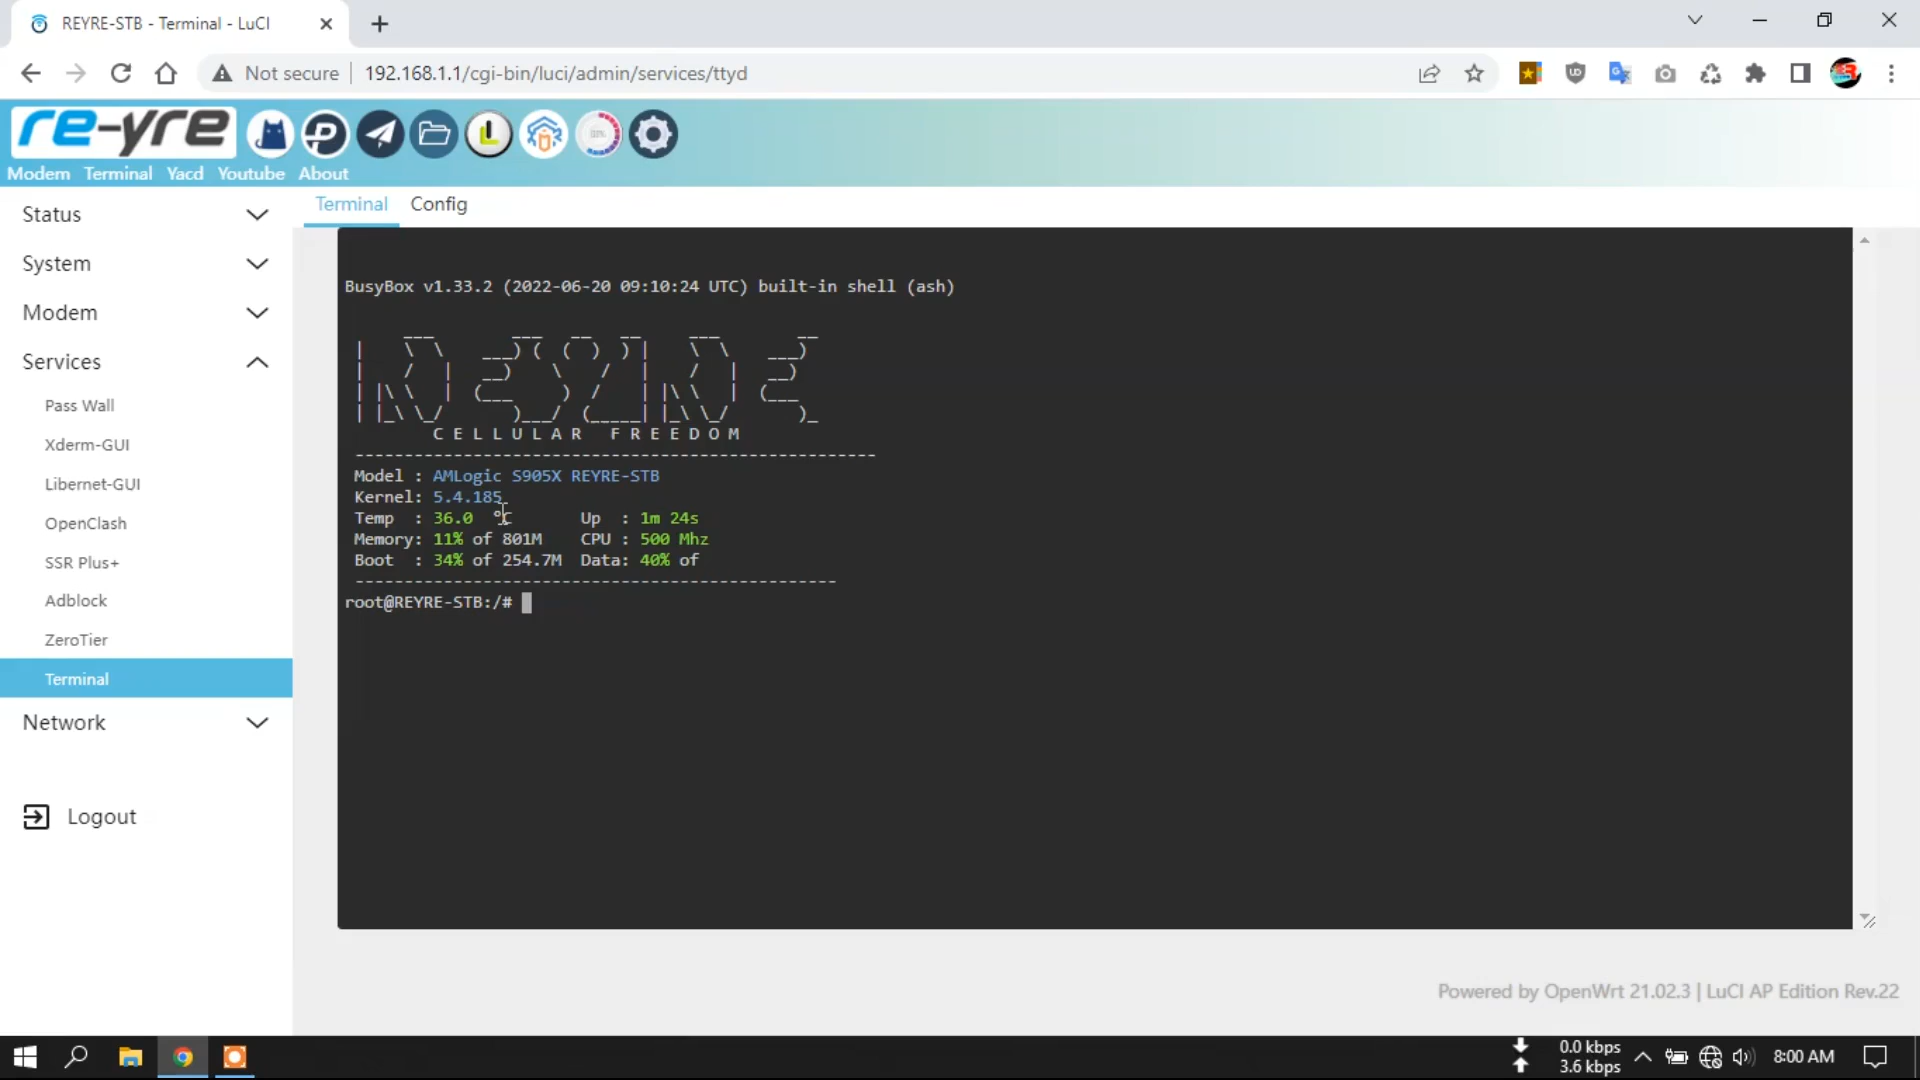 REYRE-STB - Terminal - LuCI
Not secure
192.168.1.1/cgi-bin/luci/admin/services/ttyd
re-yre
Modem Terminal Yacd Youtube About
Status
System
Modem
Services
Pass Wall
Xderm-GUI
Libernet-GUI
OpenClash
SSR Plus+
Adblock
ZeroTier
Terminal
Network
Logout
Terminal Config
BusyBox v1.33.2 (2022-06-20 09:10:24 UTC) built-in shell (ash)
C E L L U L A R   F R E E D O M
Model : AMLogic S905X REYRE-STB
Kernel: 5.4.185
Temp : 36.0 °C Up : 1m 24s
Memory: 11% of 801M CPU : 500 Mhz
Boot : 34% of 254.7M Data: 40% of
root@REYRE-STB:/#
Powered by OpenWrt 21.02.3 | LuCI AP Edition Rev.22
0.0 kbps
3.6 kbps
8:00 AM